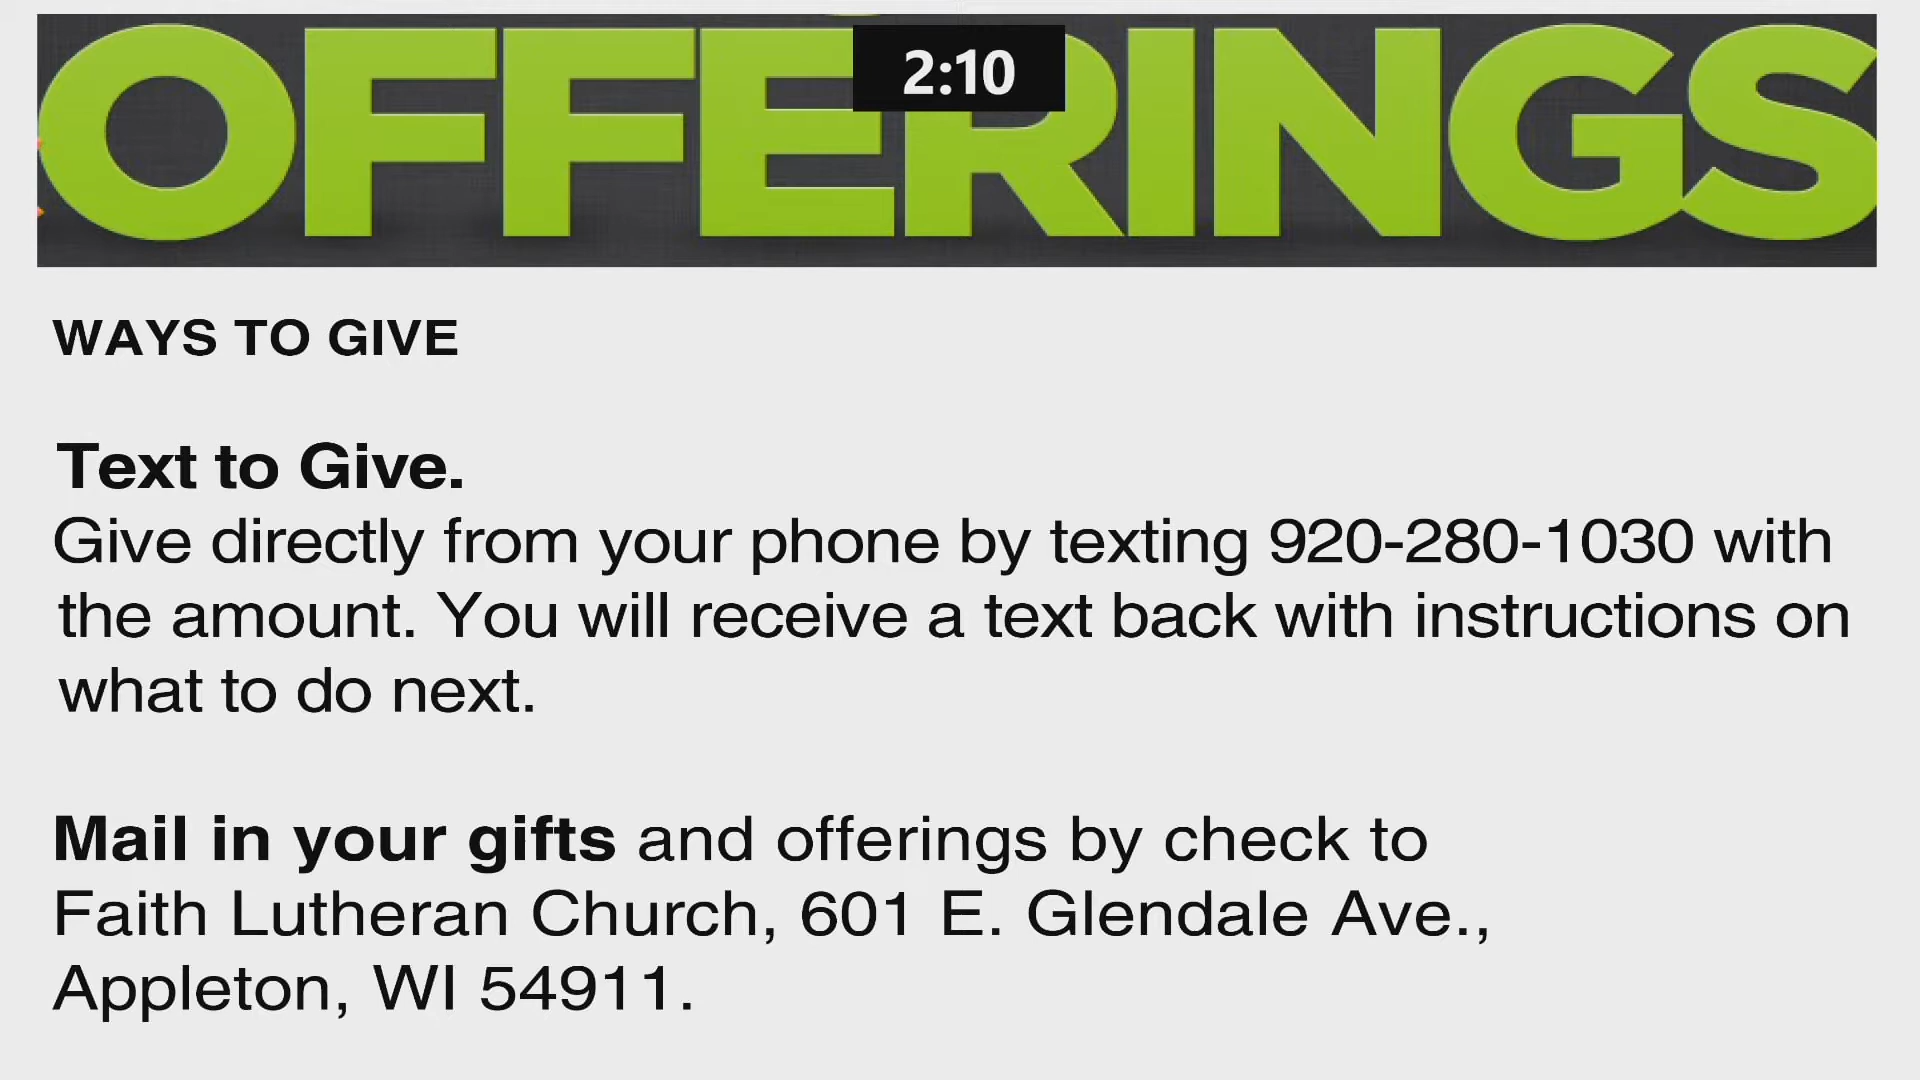 OFFERINGS
2:10
WAYS TO GIVE
Text to Give.
Give directly from your phone by texting 920-280-1030 with
the amount. You will receive a text back with instructions on
what to do next.
Mail in your gifts and offerings by check to
Faith Lutheran Church, 601 E. Glendale Ave.,
Appleton, WI 54911.